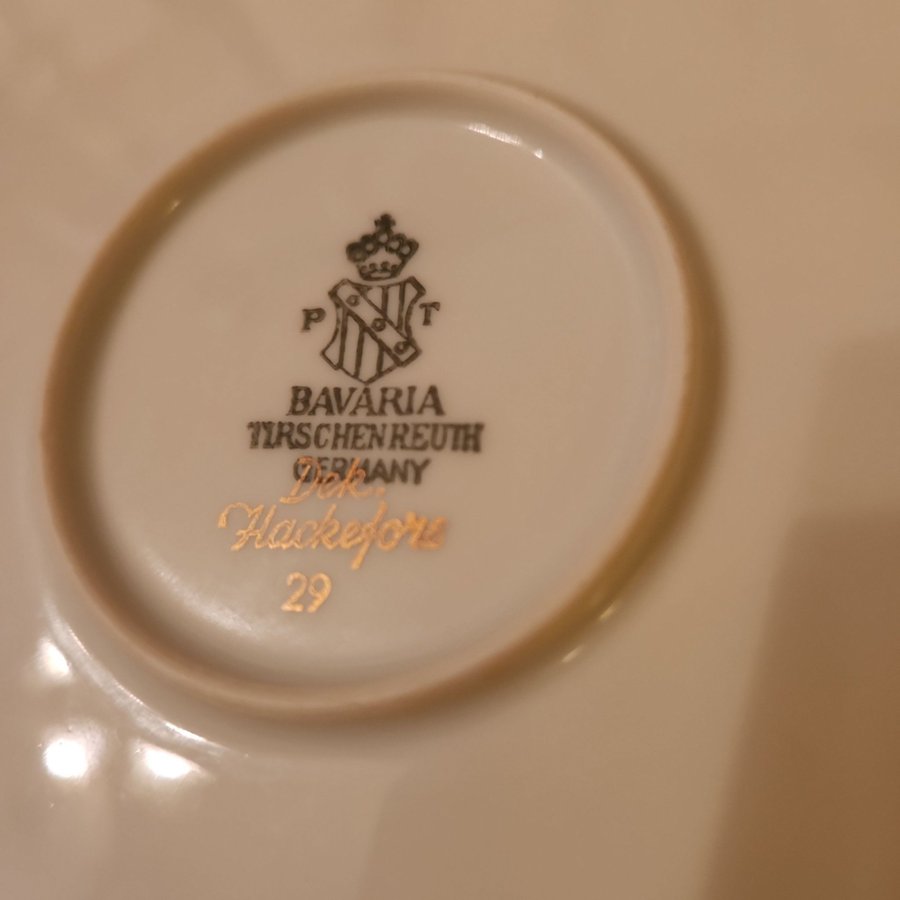 P T
BAVARIA
TIRSCHENREUTH
GERMANY
Dek.
Hackefors
29